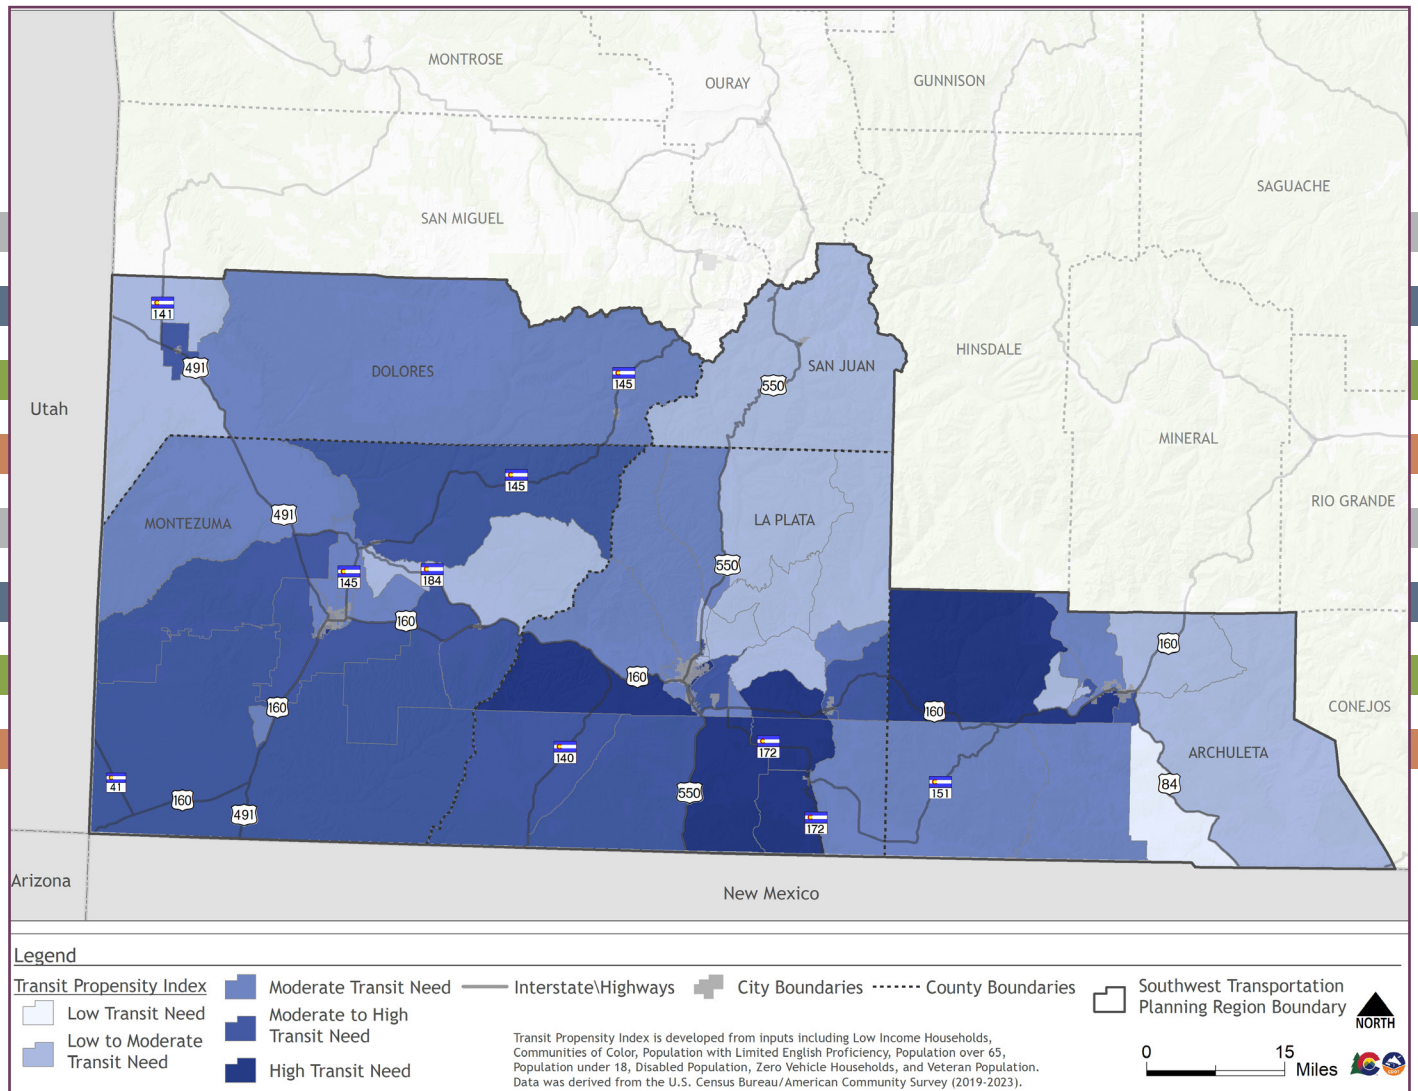 MONTROSE
OURAY
GUNNISON
SAGUACHE
SAN MIGUEL
141
HINSDALE
491
DOLORES
145
SAN JUAN
550
Utah
MINERAL
145
RIO GRANDE
491
MONTEZUMA
LA PLATA
550
145
184
160
160
160
CONEJOS
160
160
ARCHULETA
172
140
41
84
151
550
160
491
172
Arizona
New Mexico
Legend
Transit Propensity Index
Low Transit Need
Low to Moderate
Transit Need
Moderate Transit Need
Moderate to High
Transit Need
High Transit Need
Interstate\Highways
City Boundaries
County Boundaries
Southwest Transportation
Planning Region Boundary
Transit Propensity Index is developed from inputs including Low Income Households,
Communities of Color, Population with Limited English Proficiency, Population over 65,
Population under 18, Disabled Population, Zero Vehicle Households, and Veteran Population.
Data was derived from the U.S. Census Bureau/American Community Survey (2019-2023).
NORTH
0 15
Miles